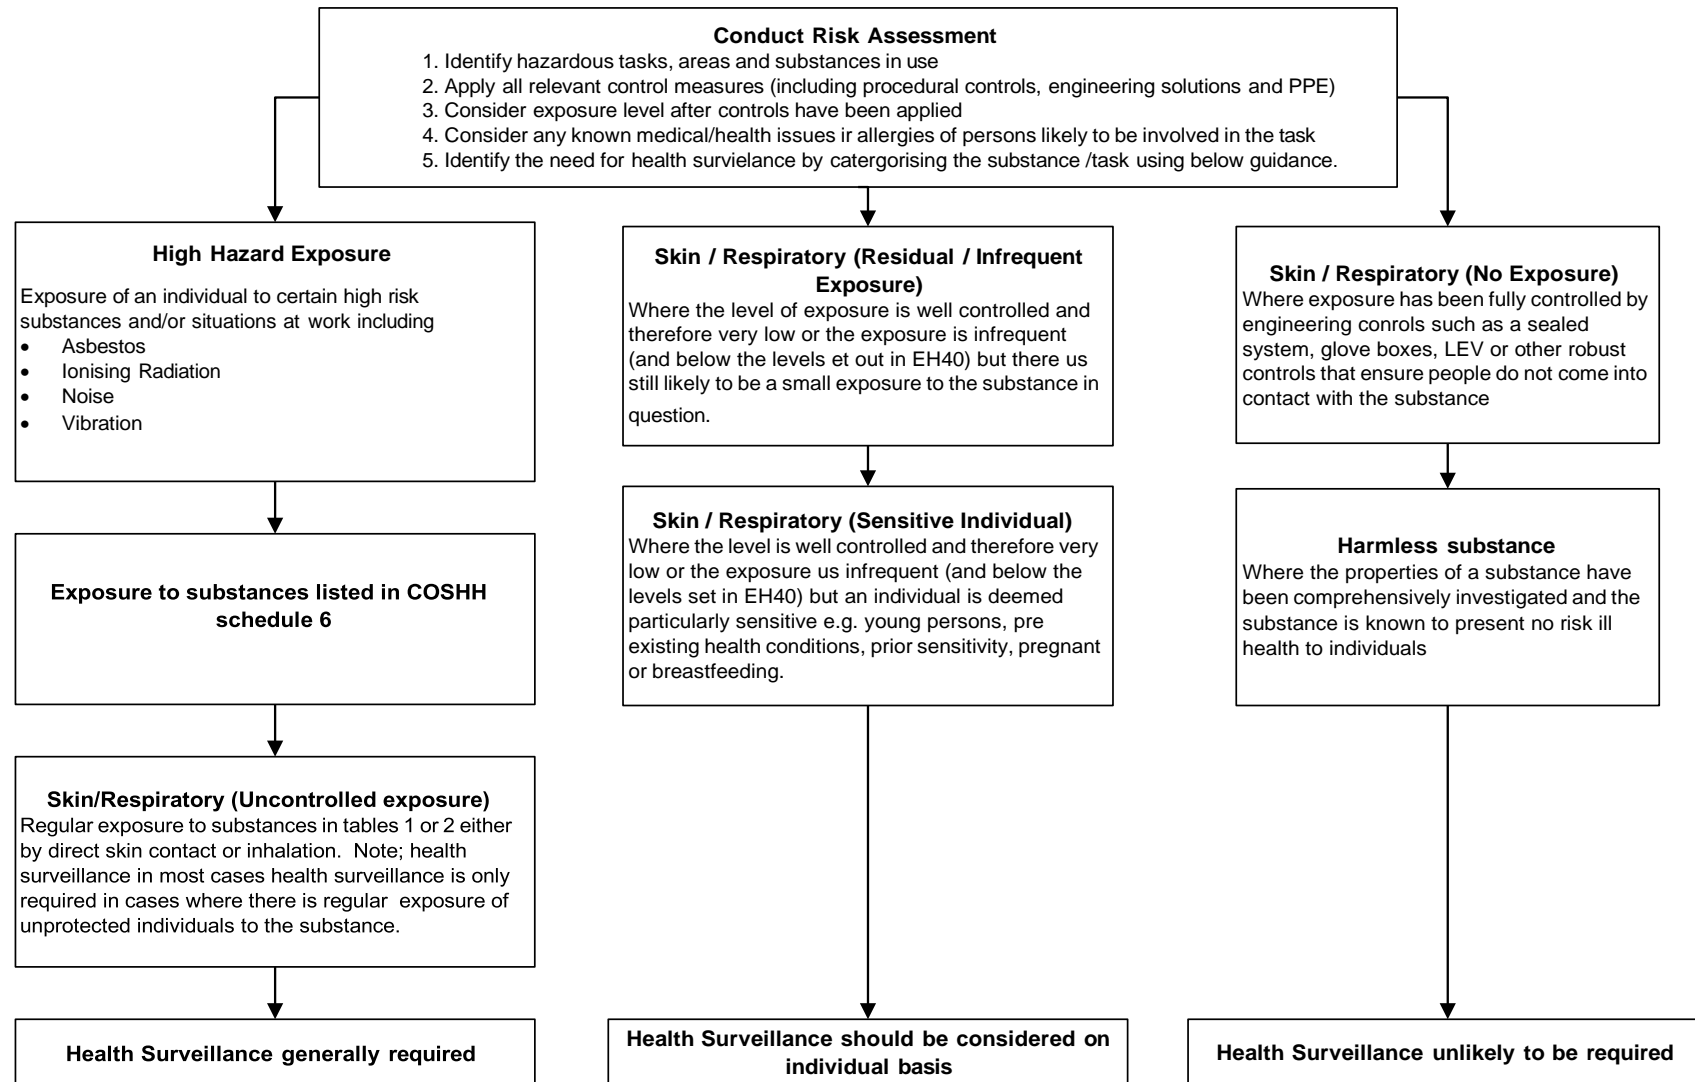 Conduct Risk Assessment
1. Identify hazardous tasks, areas and substances in use
2. Apply all relevant control measures (including procedural controls, engineering solutions and PPE)
3. Consider exposure level after controls have been applied
4. Consider any known medical/health issues ir allergies of persons likely to be involved in the task
5. Identify the need for health survielance by catergorising the substance /task using below guidance.
High Hazard Exposure
Exposure of an individual to certain high risk
substances and/or situations at work including
• Asbestos
• Ionising Radiation
• Noise
• Vibration
Exposure to substances listed in COSHH
schedule 6
Skin/Respiratory (Uncontrolled exposure)
Regular exposure to substances in tables 1 or 2 either
by direct skin contact or inhalation. Note; health
surveillance in most cases health surveillance is only
required in cases where there is regular exposure of
unprotected individuals to the substance.
Health Surveillance generally required
Skin / Respiratory (Residual / Infrequent
Exposure)
Where the level of exposure is well controlled and
therefore very low or the exposure is infrequent
(and below the levels et out in EH40) but there us
still likely to be a small exposure to the substance in
question.
Skin / Respiratory (Sensitive Individual)
Where the level is well controlled and therefore very
low or the exposure us infrequent (and below the
levels set in EH40) but an individual is deemed
particularly sensitive e.g. young persons, pre
existing health conditions, prior sensitivity, pregnant
or breastfeeding.
Health Surveillance should be considered on
individual basis
Skin / Respiratory (No Exposure)
Where exposure has been fully controlled by
engineering conrols such as a sealed
system, glove boxes, LEV or other robust
controls that ensure people do not come into
contact with the substance
Harmless substance
Where the properties of a substance have
been comprehensively investigated and the
substance is known to present no risk ill
health to individuals
Health Surveillance unlikely to be required